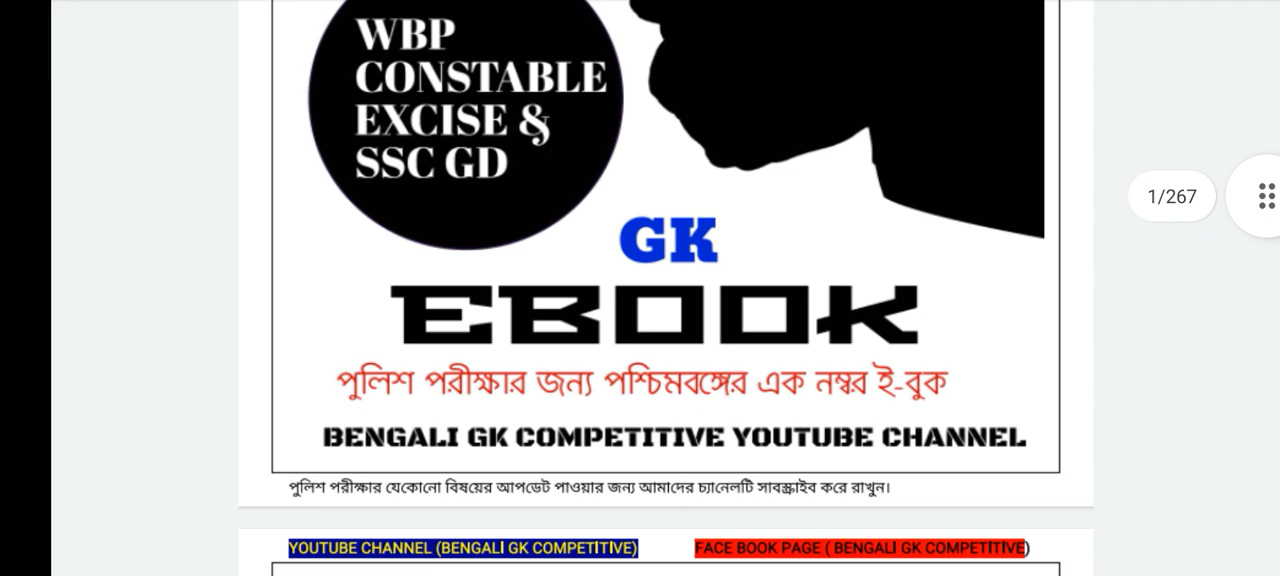 WBP
CONSTABLE
EXCISE &
SSC GD
1/267
GK
EBOOK
পুলিশ পরীক্ষার জন্য পশ্চিমবঙ্গের এক নম্বর ই-বুক
BENGALI GK COMPETITIVE YOUTUBE CHANNEL
পুলিশ পরীক্ষার যেকোনো বিষয়ের আপডেট পাওয়ার জন্য আমাদের চ্যানেলটি সাবস্ক্রাইব করে রাখুন।
YOUTUBE CHANNEL (BENGALI GK COMPETITIVE) FACE BOOK PAGE ( BENGALI GK COMPETITIVE)